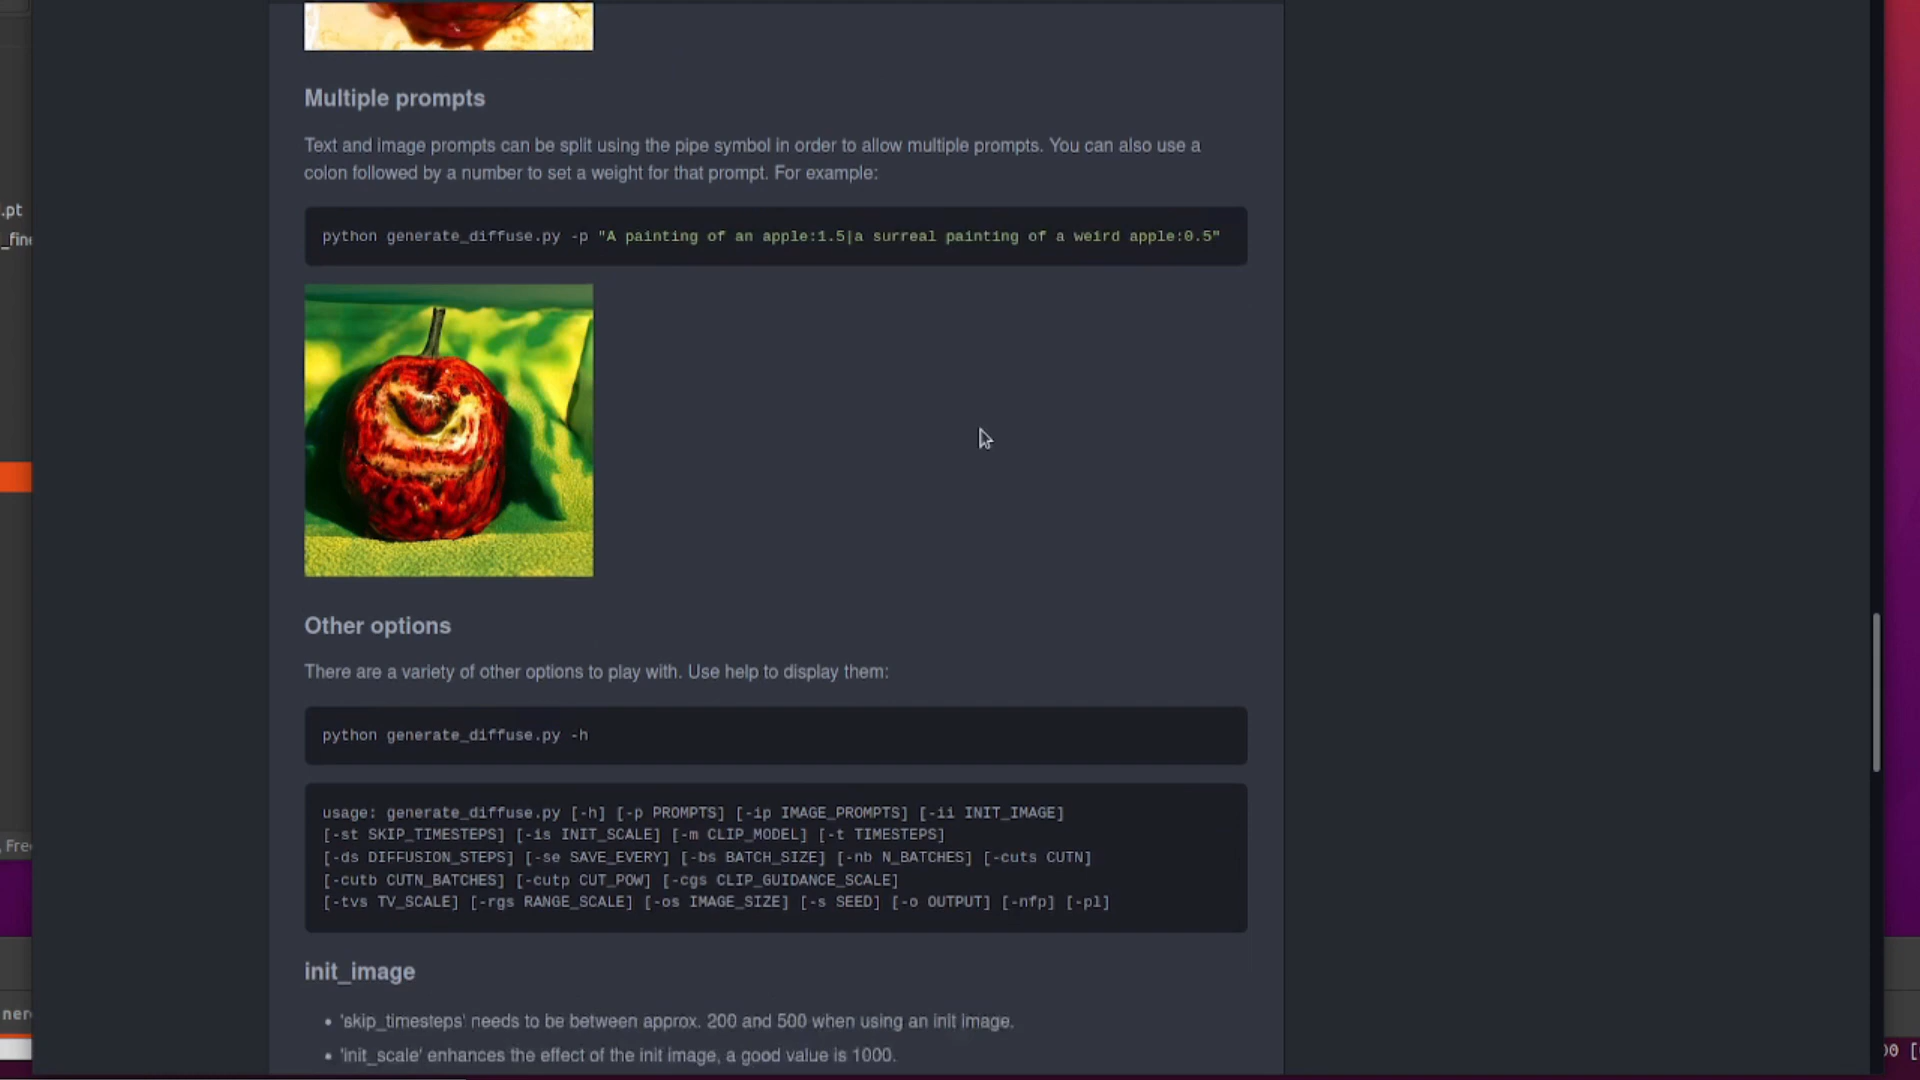 Multiple prompts
Text and image prompts can be split using the pipe symbol in order to allow multiple prompts. You can also use a
colon followed by a number to set a weight for that prompt. For example:
.pt
_fine
python generate_diffuse.py -p "A painting of an apple:1.5|a surreal painting of a weird apple:0.5"
Other options
There are a variety of other options to play with. Use help to display them:
python generate_diffuse.py -h
usage: generate_diffuse.py [-h] [-p PROMPTS] [-ip IMAGE_PROMPTS] [-ii INIT_IMAGE]
[-st SKIP_TIMESTEPS] [-is INIT_SCALE] [-m CLIP_MODEL] [-t TIMESTEPS]
, Free
[-ds DIFFUSION_STEPS] [-se SAVE_EVERY] [-bs BATCH_SIZE] [-nb N_BATCHES] [-cuts CUTN]
[-cutb CUTN_BATCHES] [-cutp CUT_POW] [-cgs CLIP_GUIDANCE_SCALE]
[-tvs TV_SCALE] [-rgs RANGE_SCALE] [-os IMAGE_SIZE] [-s SEED] [-o OUTPUT] [-nfp] [-pl]
init_image
ner
• 'skip_timesteps' needs to be between approx. 200 and 500 when using an init image.
• 'init_scale' enhances the effect of the init image, a good value is 1000.
00 [